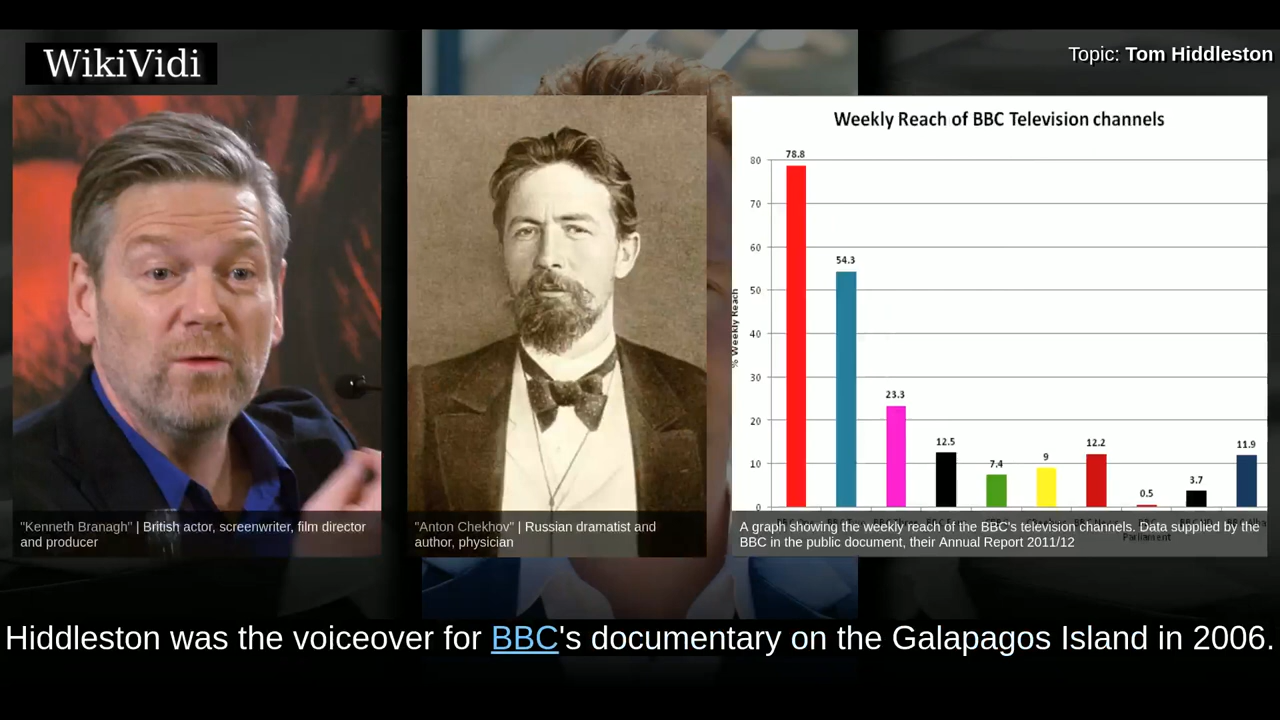 WikiVidi
Topic: Tom Hiddleston
"Kenneth Branagh" | British actor, screenwriter, film director
and producer
"Anton Chekhov" | Russian dramatist and
author, physician
Weekly Reach of BBC Television channels
% Weekly Reach
80
70
60
50
40
30
20
10
0
78.8
54.3
23.3
12.5
7.4
9
12.2
0.5
3.7
11.9
Parliament
A graph showing the weekly reach of the BBC's television channels. Data supplied by the
BBC in the public document, their Annual Report 2011/12
Hiddleston was the voiceover for BBC's documentary on the Galapagos Island in 2006.